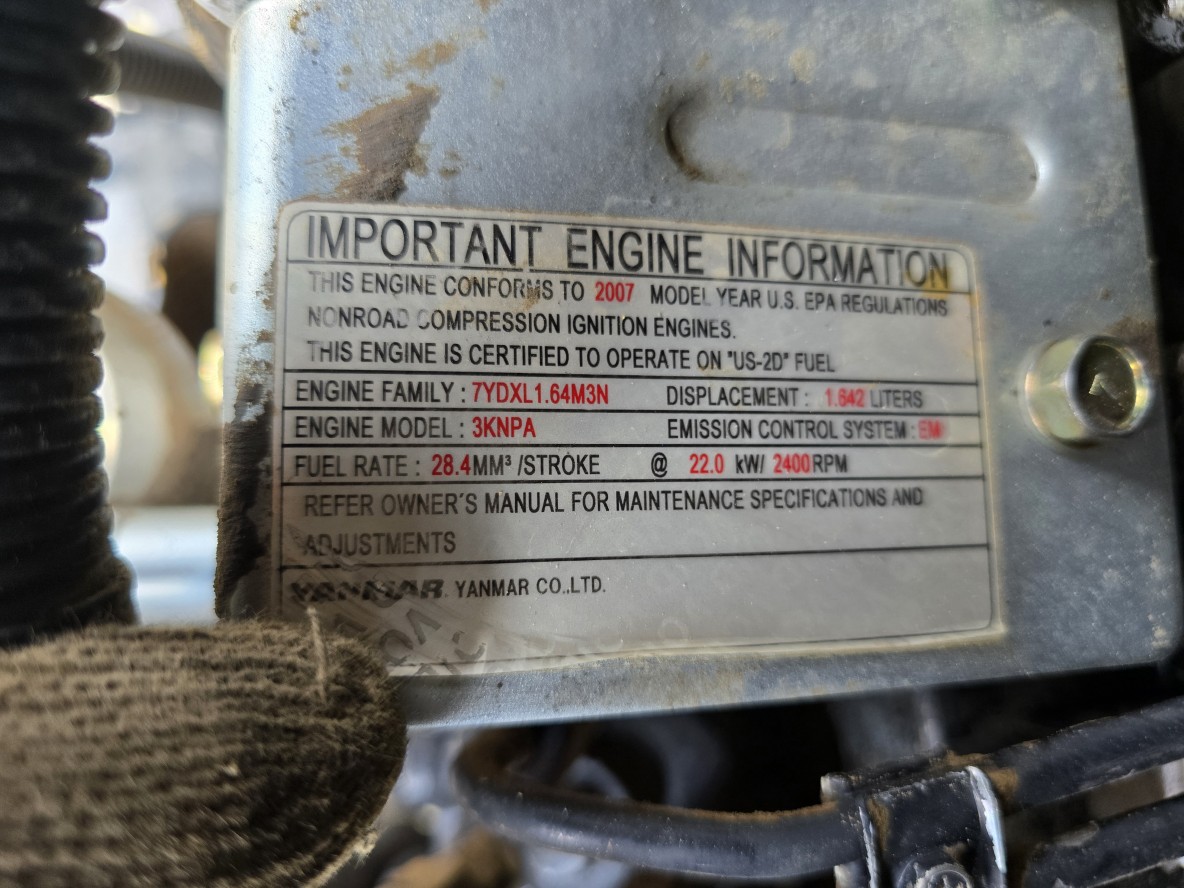 IMPORTANT ENGINE INFORMATION
THIS ENGINE CONFORMS TO 2007 MODEL YEAR U.S. EPA REGULATIONS
NONROAD COMPRESSION IGNITION ENGINES.
THIS ENGINE IS CERTIFIED TO OPERATE ON "US-2D" FUEL
ENGINE FAMILY : 7YDXL1.64M3N DISPLACEMENT : 1.642 LITERS
ENGINE MODEL : 3KNPA EMISSION CONTROL SYSTEM : EM
FUEL RATE : 28.4MM³ /STROKE @ 22.0 kW/ 2400RPM
REFER OWNER'S MANUAL FOR MAINTENANCE SPECIFICATIONS AND
ADJUSTMENTS
YANMAR. YANMAR CO.,LTD.